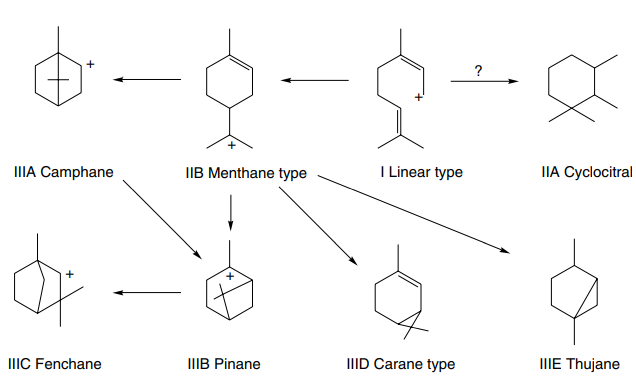 ?
+
+
+
IIIA Camphane
IIB Menthane type
I Linear type
IIA Cyclocitral
+
+
IIIC Fenchane
IIIB Pinane
IIID Carane type
IIIE Thujane